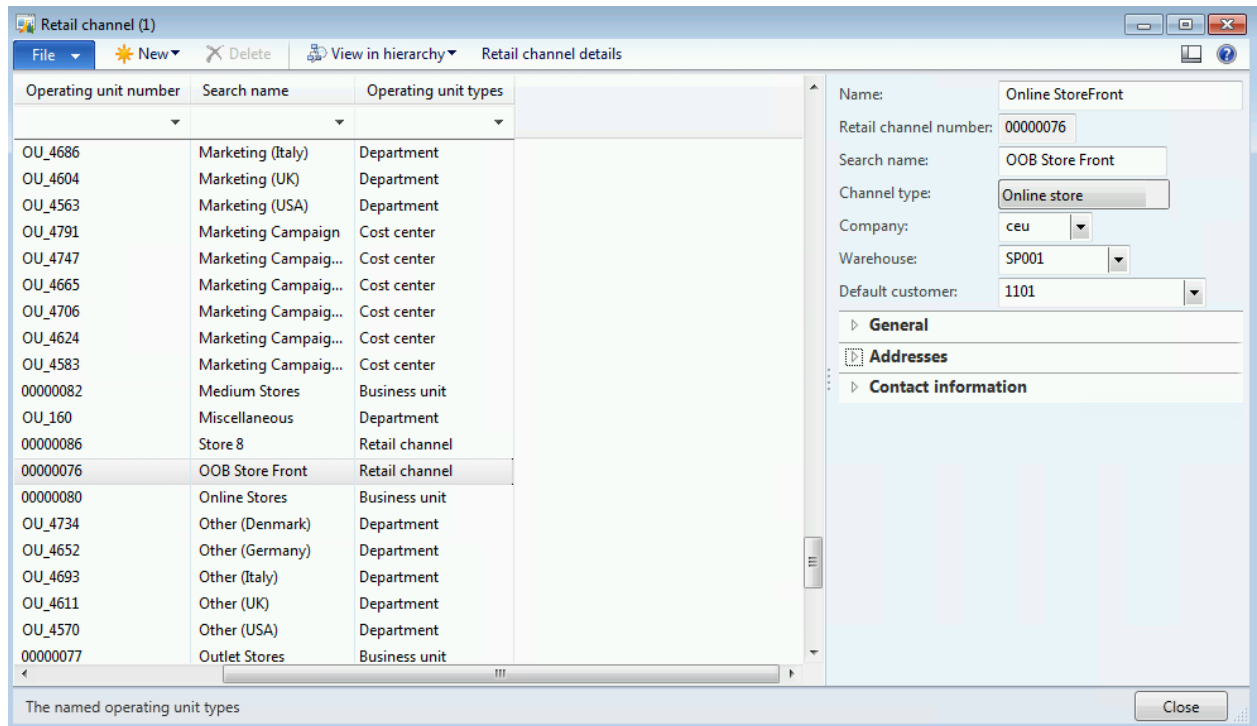 Retail channel (1)
File New Delete View in hierarchy Retail channel details
Operating unit number Search name Operating unit types
OU_4686 Marketing (Italy) Department
OU_4604 Marketing (UK) Department
OU_4563 Marketing (USA) Department
OU_4791 Marketing Campaign Cost center
OU_4747 Marketing Campaig... Cost center
OU_4665 Marketing Campaig... Cost center
OU_4706 Marketing Campaig... Cost center
OU_4624 Marketing Campaig... Cost center
OU_4583 Marketing Campaig... Cost center
00000082 Medium Stores Business unit
OU_160 Miscellaneous Department
00000086 Store 8 Retail channel
00000076 OOB Store Front Retail channel
00000080 Online Stores Business unit
OU_4734 Other (Denmark) Department
OU_4652 Other (Germany) Department
OU_4693 Other (Italy) Department
OU_4611 Other (UK) Department
OU_4570 Other (USA) Department
00000077 Outlet Stores Business unit
Name: Online StoreFront
Retail channel number: 00000076
Search name: OOB Store Front
Channel type: Online store
Company: ceu
Warehouse: SP001
Default customer: 1101
General
Addresses
Contact information
The named operating unit types Close